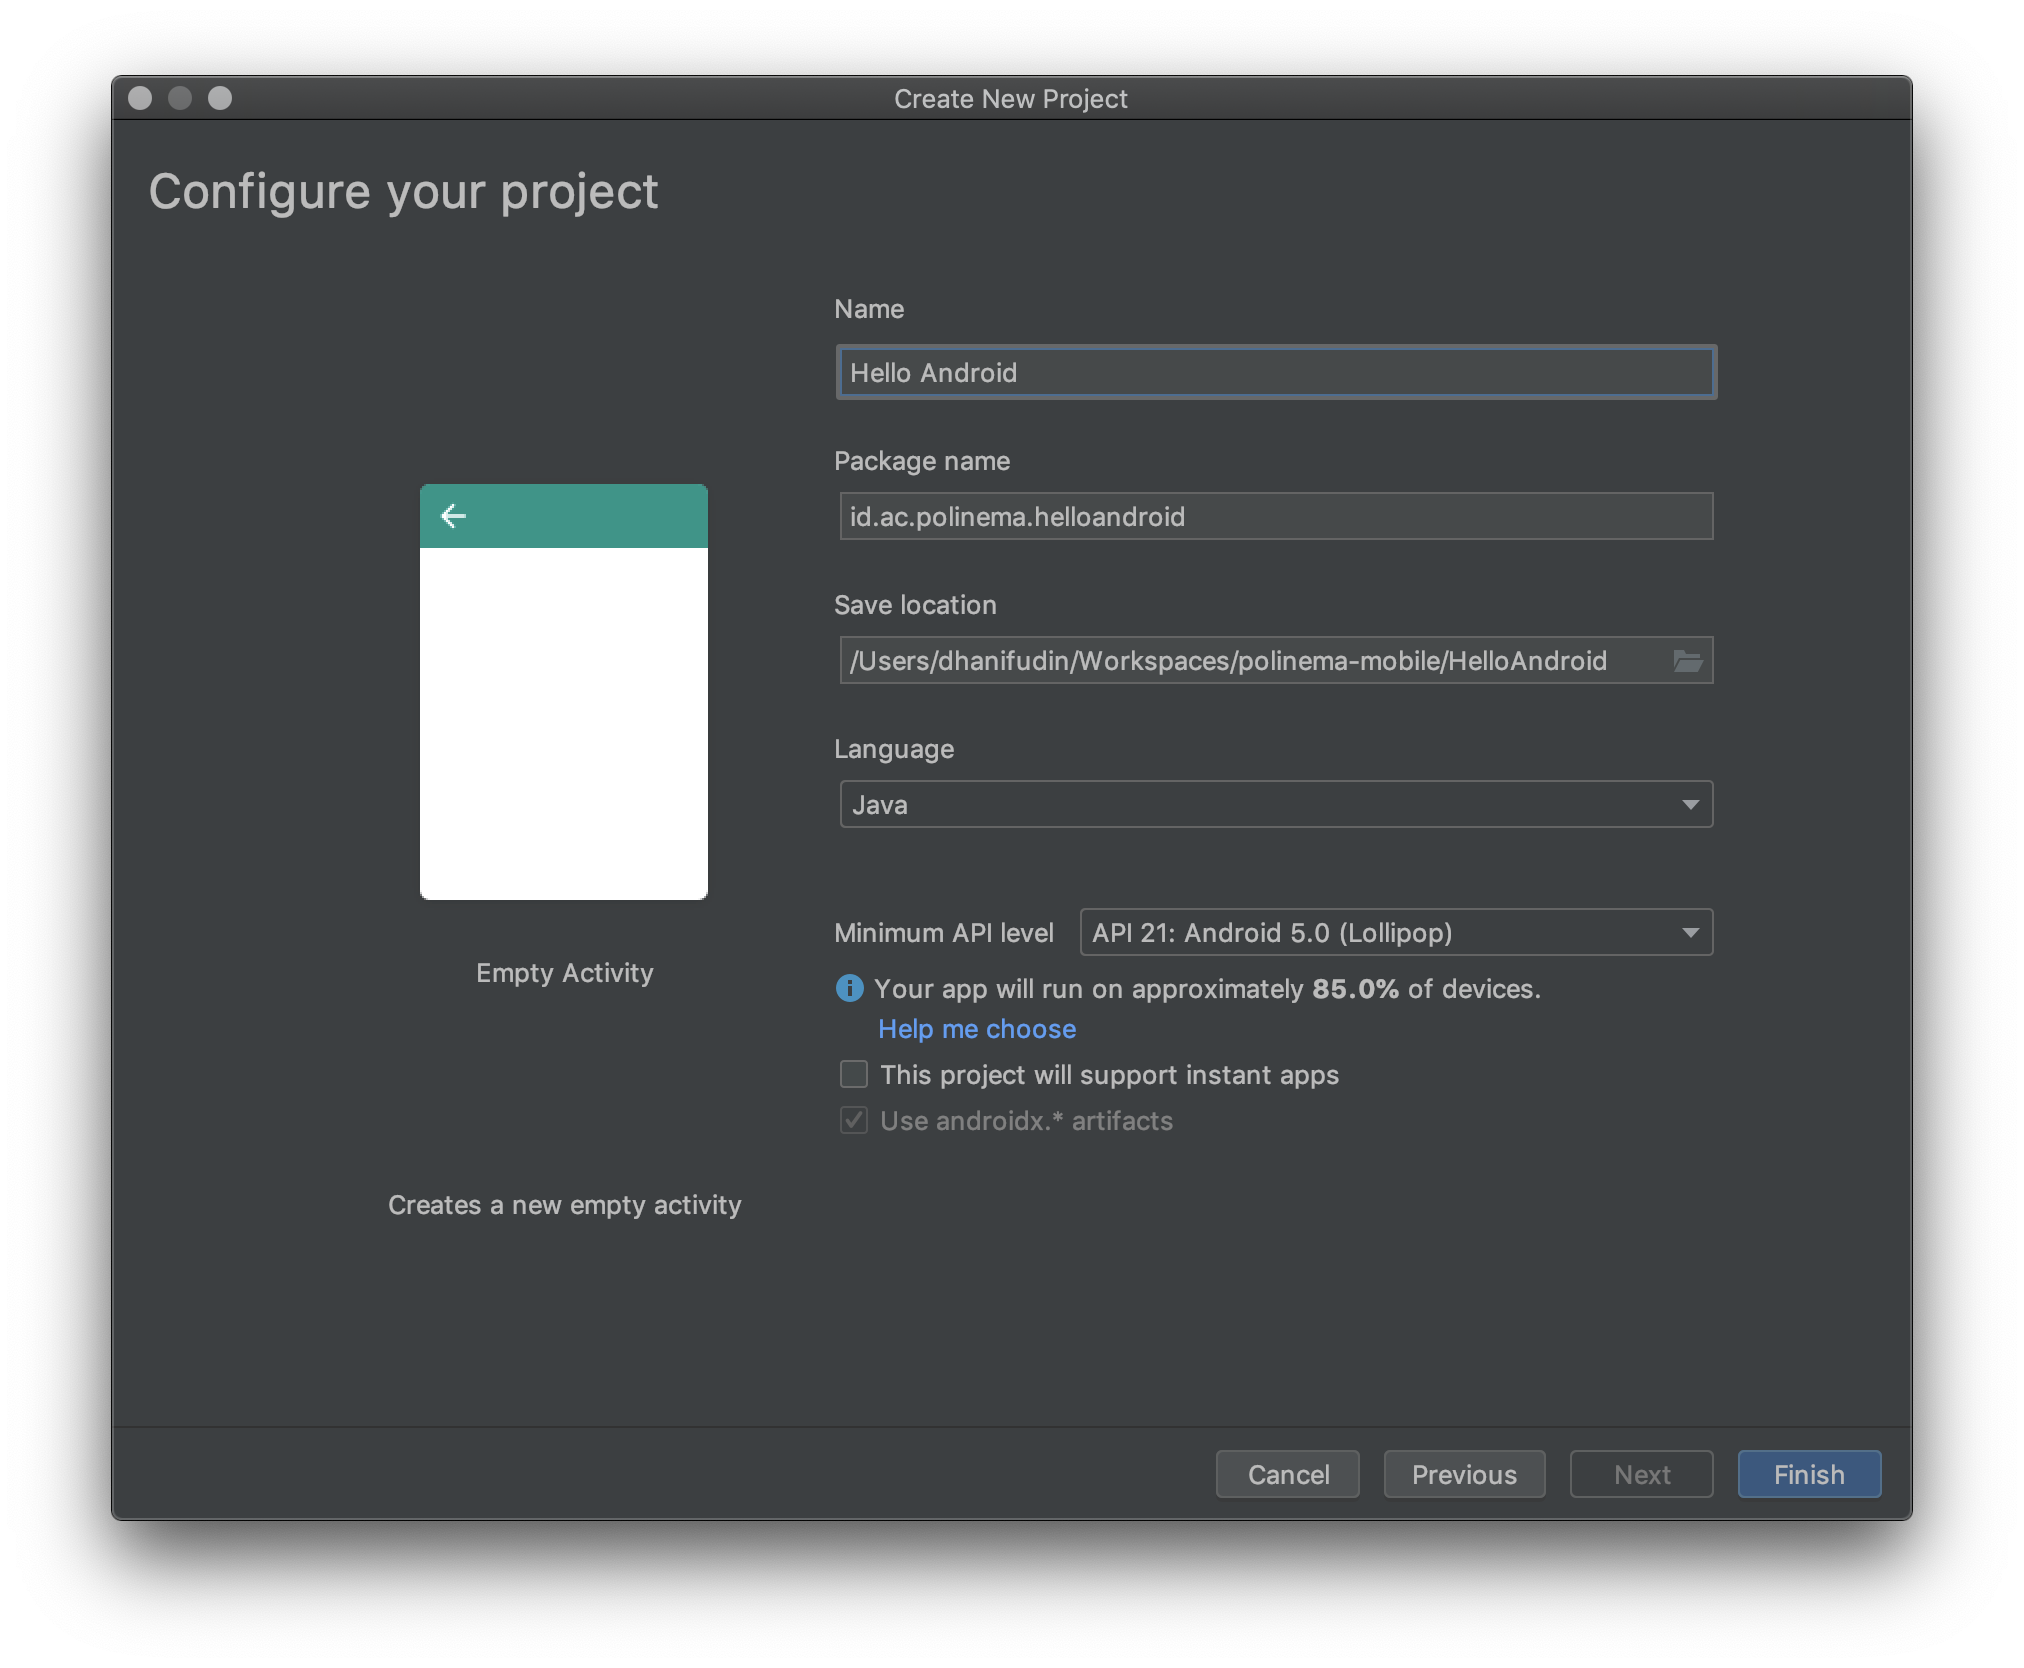 Create New Project
Configure your project
Name
Hello Android
Package name
id.ac.polinema.helloandroid
Save location
/Users/dhanifudin/Workspaces/polinema-mobile/HelloAndroid
Language
Java
Minimum API level API 21: Android 5.0 (Lollipop)
Your app will run on approximately 85.0% of devices.
Help me choose
This project will support instant apps
Use androidx.* artifacts
Empty Activity
Creates a new empty activity
Cancel Previous Next Finish